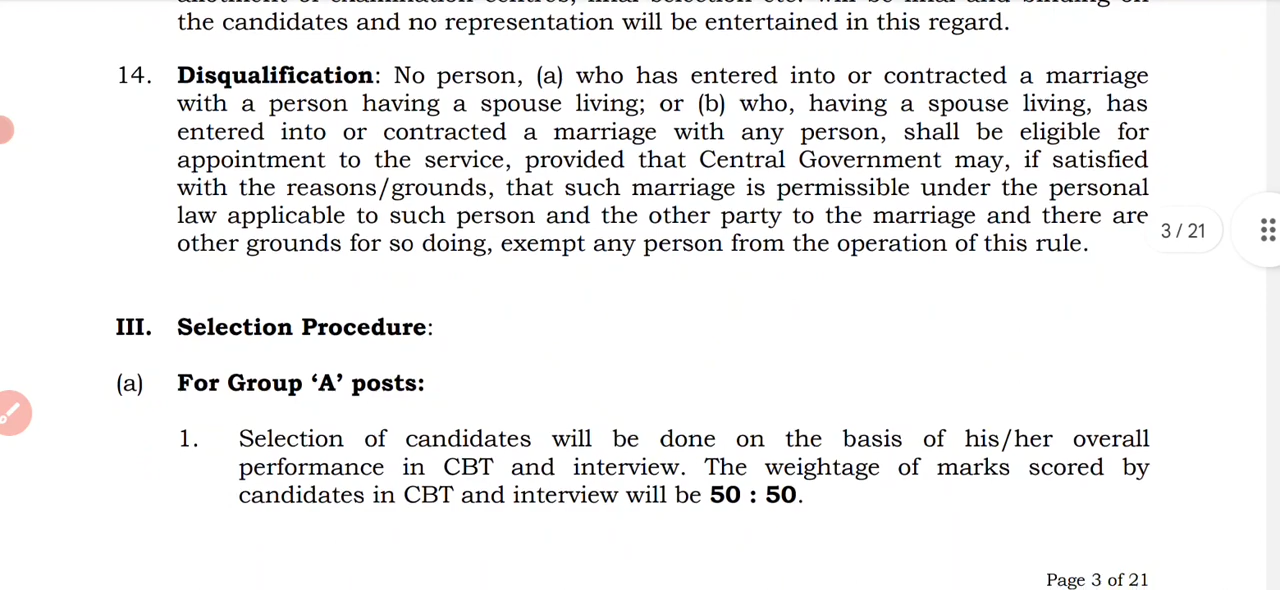 the candidates and no representation will be entertained in this regard.
14. Disqualification: No person, (a) who has entered into or contracted a marriage
with a person having a spouse living; or (b) who, having a spouse living, has
entered into or contracted a marriage with any person, shall be eligible for
appointment to the service, provided that Central Government may, if satisfied
with the reasons/grounds, that such marriage is permissible under the personal
law applicable to such person and the other party to the marriage and there are
other grounds for so doing, exempt any person from the operation of this rule.
3 / 21
III. Selection Procedure:
(a) For Group ‘A’ posts:
1. Selection of candidates will be done on the basis of his/her overall
performance in CBT and interview. The weightage of marks scored by
candidates in CBT and interview will be 50 : 50.
Page 3 of 21